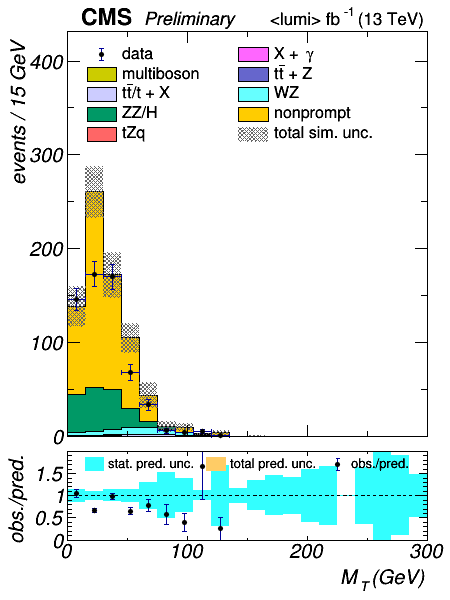 CMS Preliminary <lumi> fb⁻¹ (13 TeV)
events / 15 GeV
400
300
200
100
0
data
multiboson
tt̄/t + X
ZZ/H
tZq
X + γ
tt̄ + Z
WZ
nonprompt
total sim. unc.
obs./pred.
1.5
1
0.5
0
stat. pred. unc. total pred. unc. obs./pred.
0 100 200 300
M_T (GeV)